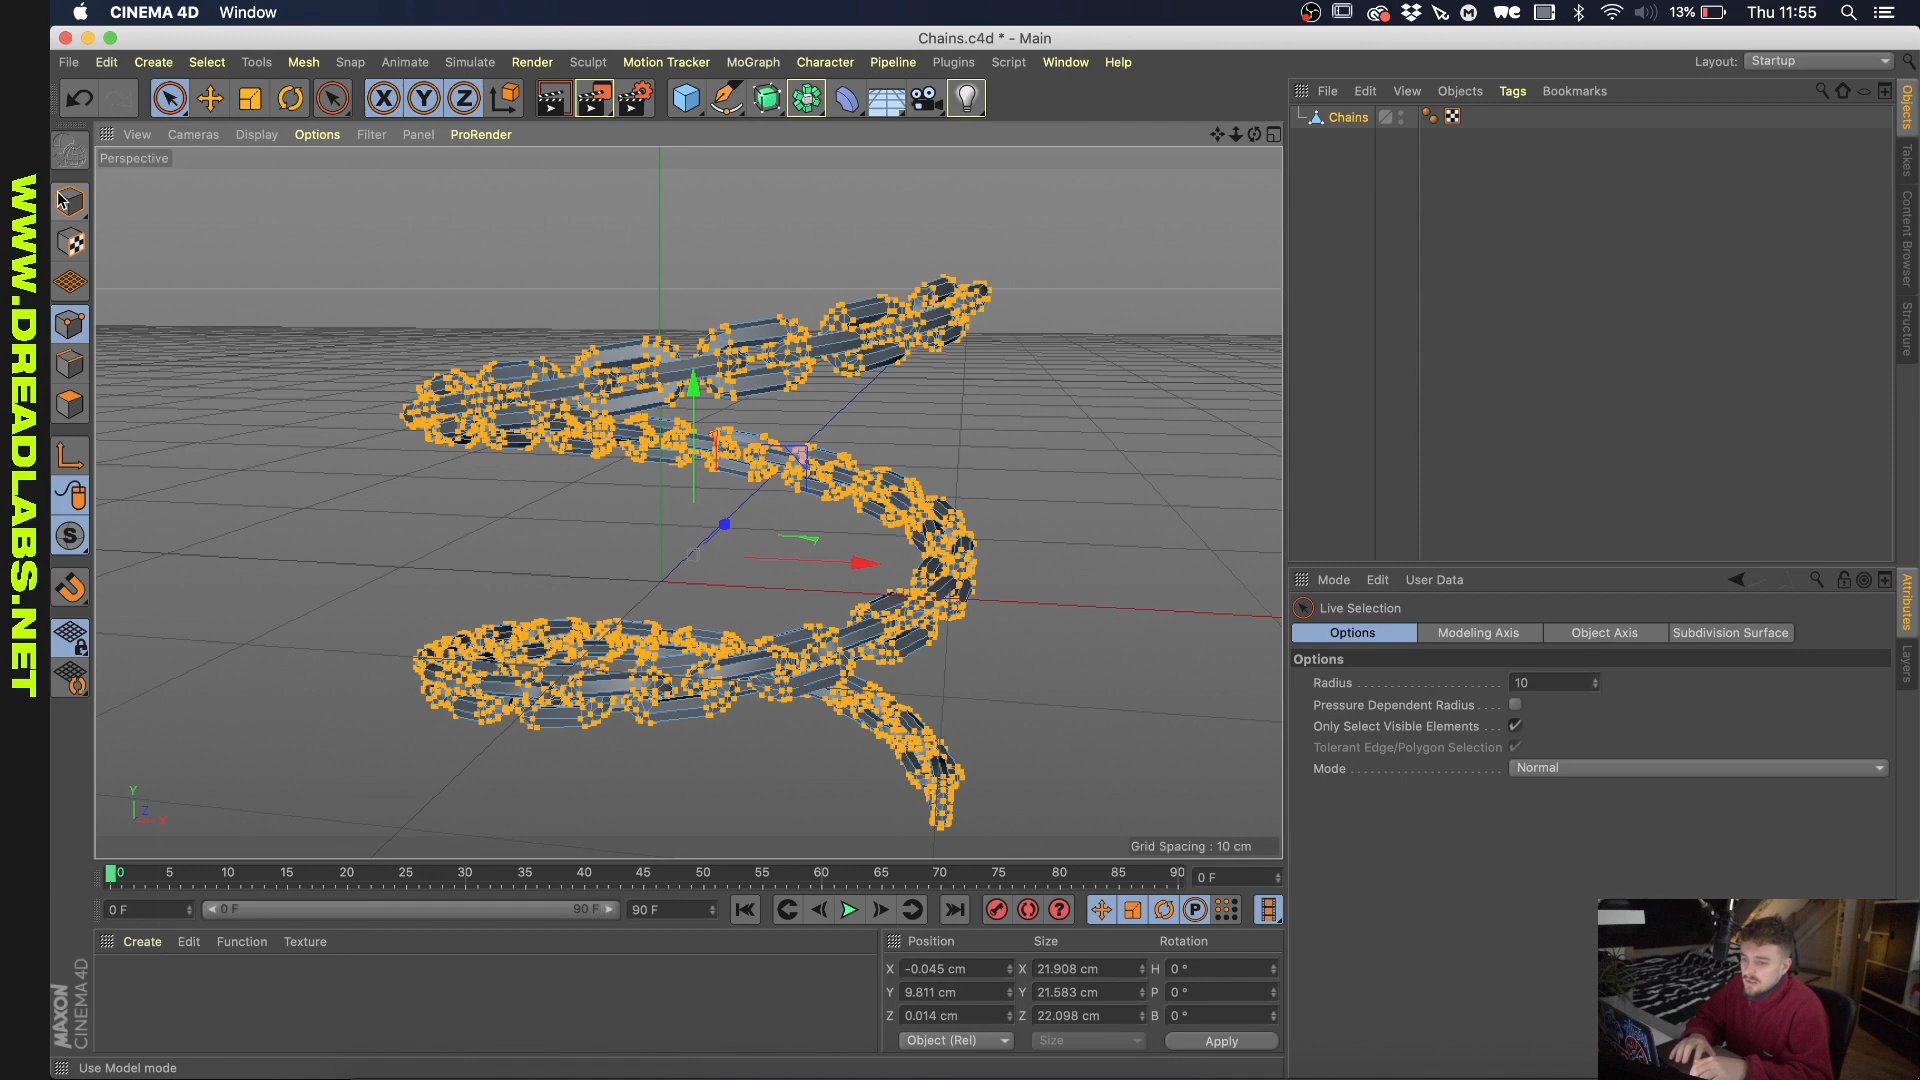 CINEMA 4D Window
13% Thu 11:55
Chains.c4d * - Main
File Edit Create Select Tools Mesh Snap Animate Simulate Render Sculpt Motion Tracker MoGraph Character Pipeline Plugins Script Window Help
Layout: Startup
View Cameras Display Options Filter Panel ProRender
Perspective
File Edit View Objects Tags Bookmarks
Chains
Objects
Takes
Content Browser
Structure
WWW.DREADLABS.NET
Mode Edit User Data
Live Selection
Options Modeling Axis Object Axis Subdivision Surface
Options
Radius 10
Pressure Dependent Radius
Only Select Visible Elements
Tolerant Edge/Polygon Selection
Mode Normal
Attributes
Layers
Y
Z
X
Grid Spacing : 10 cm
0 5 10 15 20 25 30 35 40 45 50 55 60 65 70 75 80 85 90
0 F
0 F 0 F 90 F 90 F
Create Edit Function Texture
Position Size Rotation
X -0.045 cm X 21.908 cm H 0 °
Y 9.811 cm Y 21.583 cm P 0 °
Z 0.014 cm Z 22.098 cm B 0 °
Object (Rel) Size Apply
MAXON
CINEMA 4D
Use Model mode